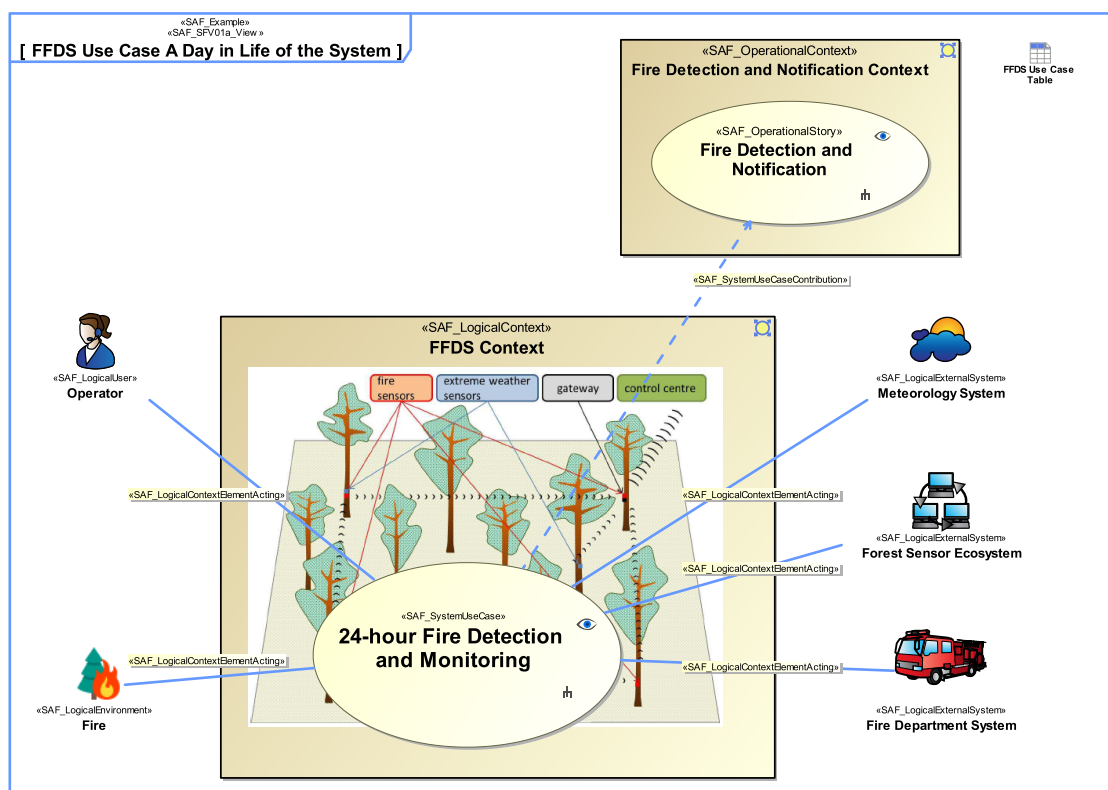 «SAF_Example»
«SAF_SFV01a_View »
[ FFDS Use Case A Day in Life of the System ]
«SAF_OperationalContext»
Fire Detection and Notification Context
FFDS Use Case
Table
«SAF_OperationalStory»
Fire Detection and
Notification
«SAF_SystemUseCaseContribution»
«SAF_LogicalContext»
FFDS Context
fire
sensors
extreme weather
sensors
gateway
control centre
«SAF_LogicalUser»
Operator
«SAF_LogicalExternalSystem»
Meteorology System
«SAF_LogicalContextElementActing»
«SAF_LogicalContextElementActing»
«SAF_LogicalExternalSystem»
Forest Sensor Ecosystem
«SAF_LogicalContextElementActing»
«SAF_SystemUseCase»
24-hour Fire Detection
and Monitoring
«SAF_LogicalContextElementActing»
«SAF_LogicalContextElementActing»
«SAF_LogicalEnvironment»
Fire
«SAF_LogicalExternalSystem»
Fire Department System